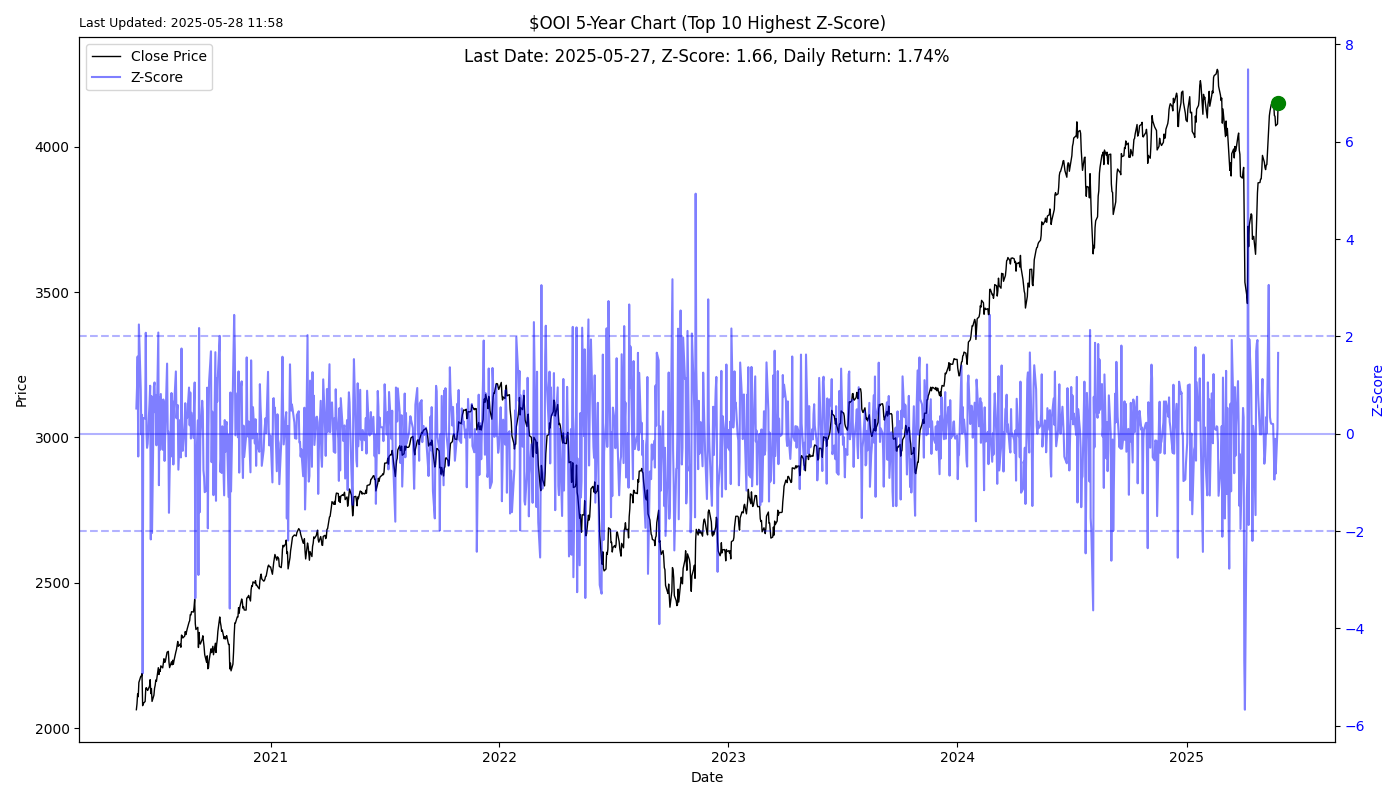 Last Updated: 2025-05-28 11:58
$OOI 5-Year Chart (Top 10 Highest Z-Score)
Last Date: 2025-05-27, Z-Score: 1.66, Daily Return: 1.74%
Close Price
Z-Score
8
6
4
2
0
−2
−4
−6
Z-Score
4000
3500
3000
2500
2000
Price
2021
2022
2023
2024
2025
Date